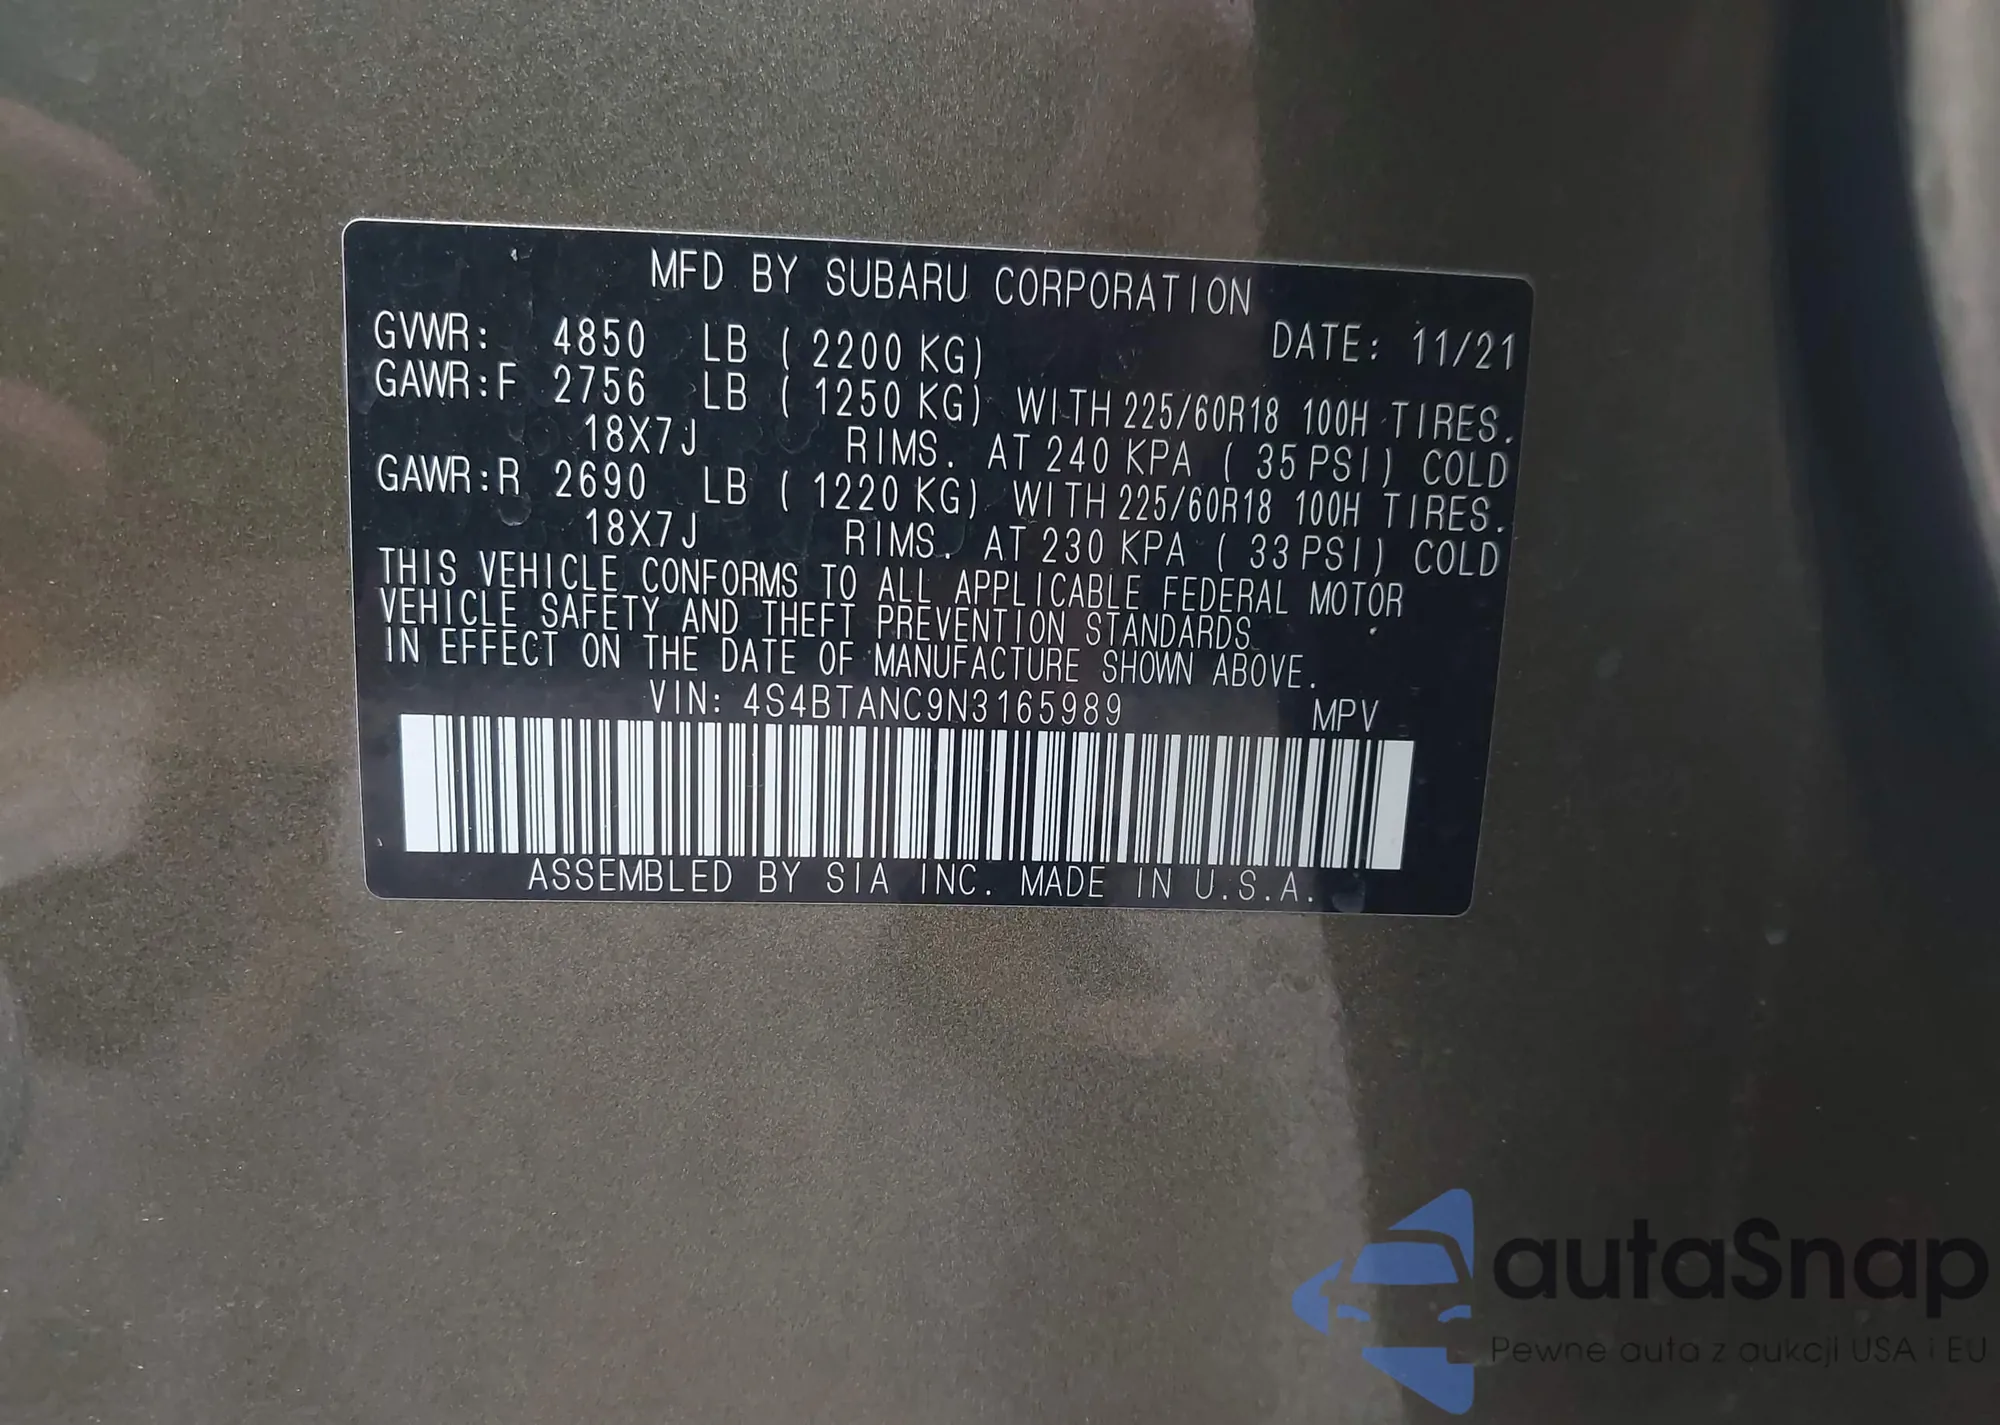 MFD BY SUBARU CORPORATION
GVWR: 4850 LB ( 2200 KG) DATE: 11/21
GAWR:F 2756 LB ( 1250 KG) WITH 225/60R18 100H TIRES.
18X7J RIMS. AT 240 KPA ( 35 PSI) COLD
GAWR:R 2690 LB ( 1220 KG) WITH 225/60R18 100H TIRES.
18X7J RIMS. AT 230 KPA ( 33 PSI) COLD
THIS VEHICLE CONFORMS TO ALL APPLICABLE FEDERAL MOTOR
VEHICLE SAFETY AND THEFT PREVENTION STANDARDS
IN EFFECT ON THE DATE OF MANUFACTURE SHOWN ABOVE.
VIN: 4S4BTANC9N3165989 MPV
ASSEMBLED BY SIA INC. MADE IN U.S.A.
autaSnap
Pewne auta z aukcji USA i EU